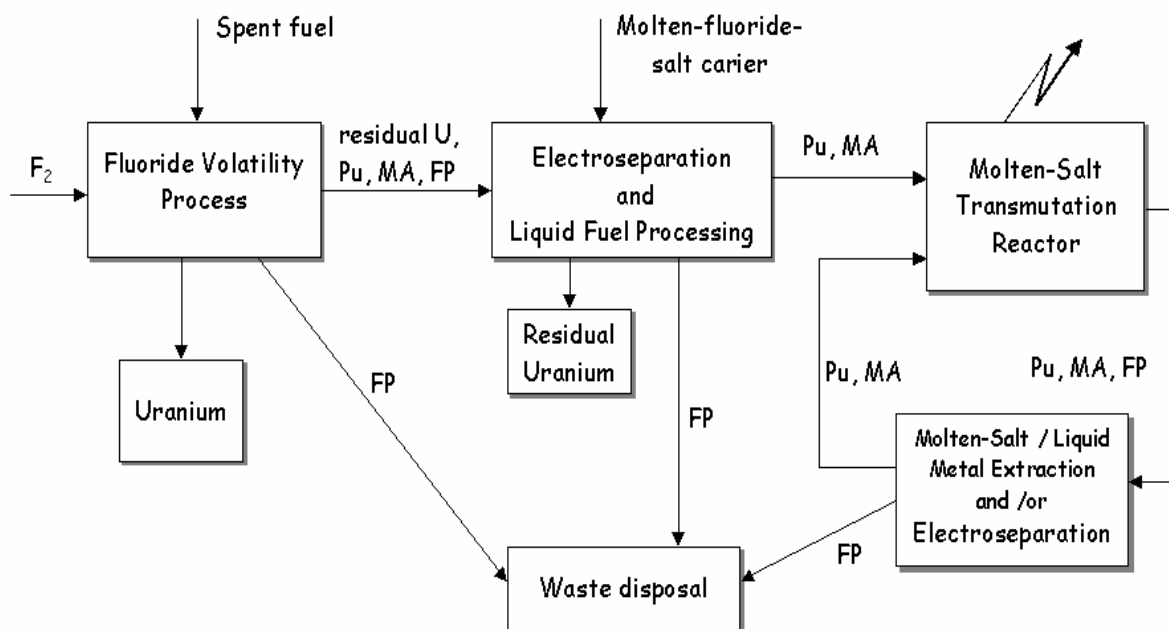 Spent fuel
Molten-fluoride-
salt carier
F₂
Fluoride Volatility
Process
residual U,
Pu, MA, FP
Electroseparation
and
Liquid Fuel Processing
Pu, MA
Molten-Salt
Transmutation
Reactor
Uranium
Residual
Uranium
FP
FP
Pu, MA
Pu, MA, FP
Molten-Salt / Liquid
Metal Extraction
and /or
Electroseparation
FP
Waste disposal